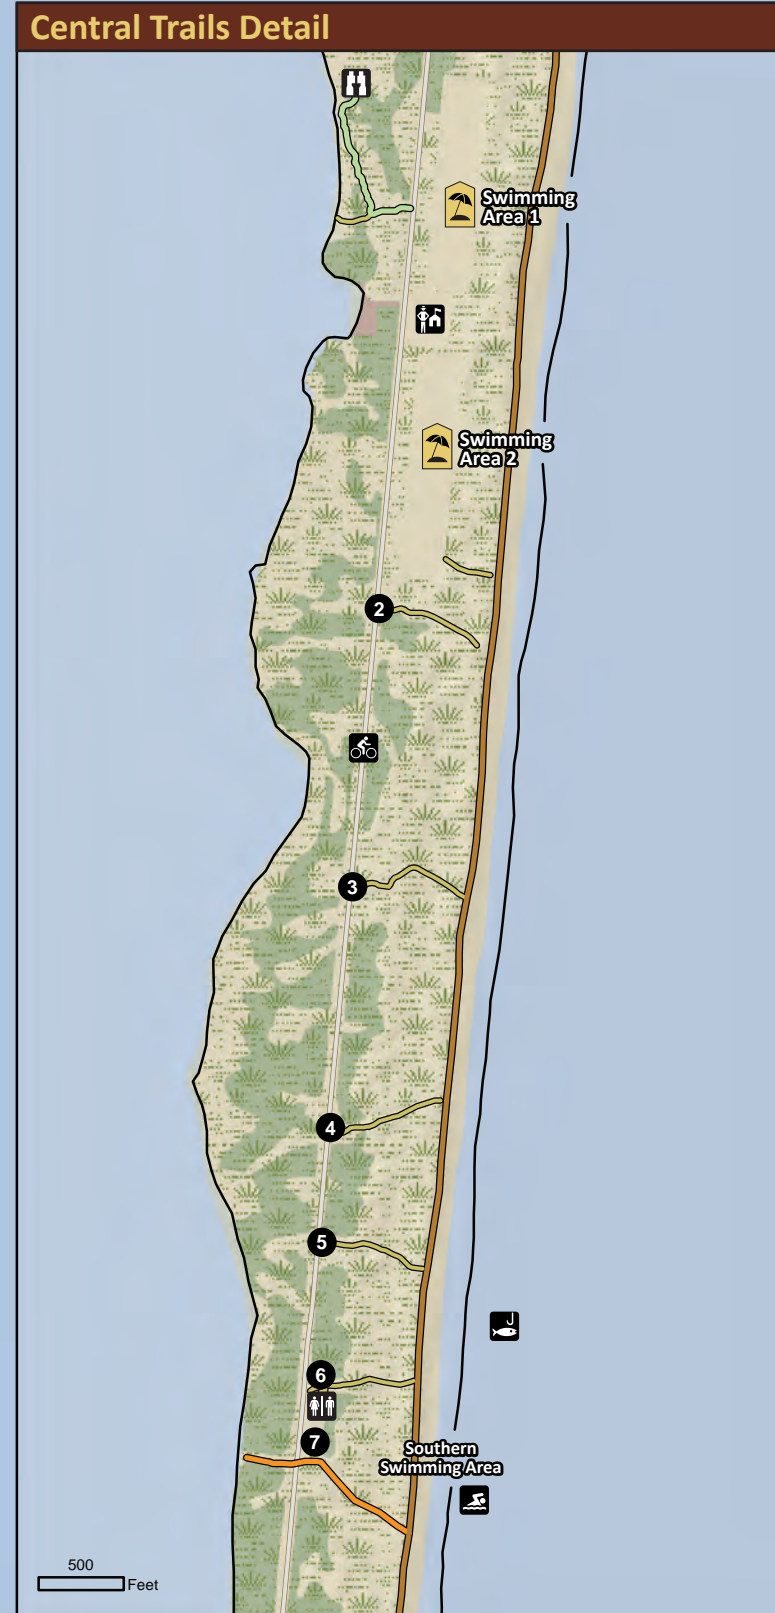 Central Trails Detail
Swimming
Area 1
Swimming
Area 2
2
3
4
5
6
7
Southern
Swimming Area
500
Feet